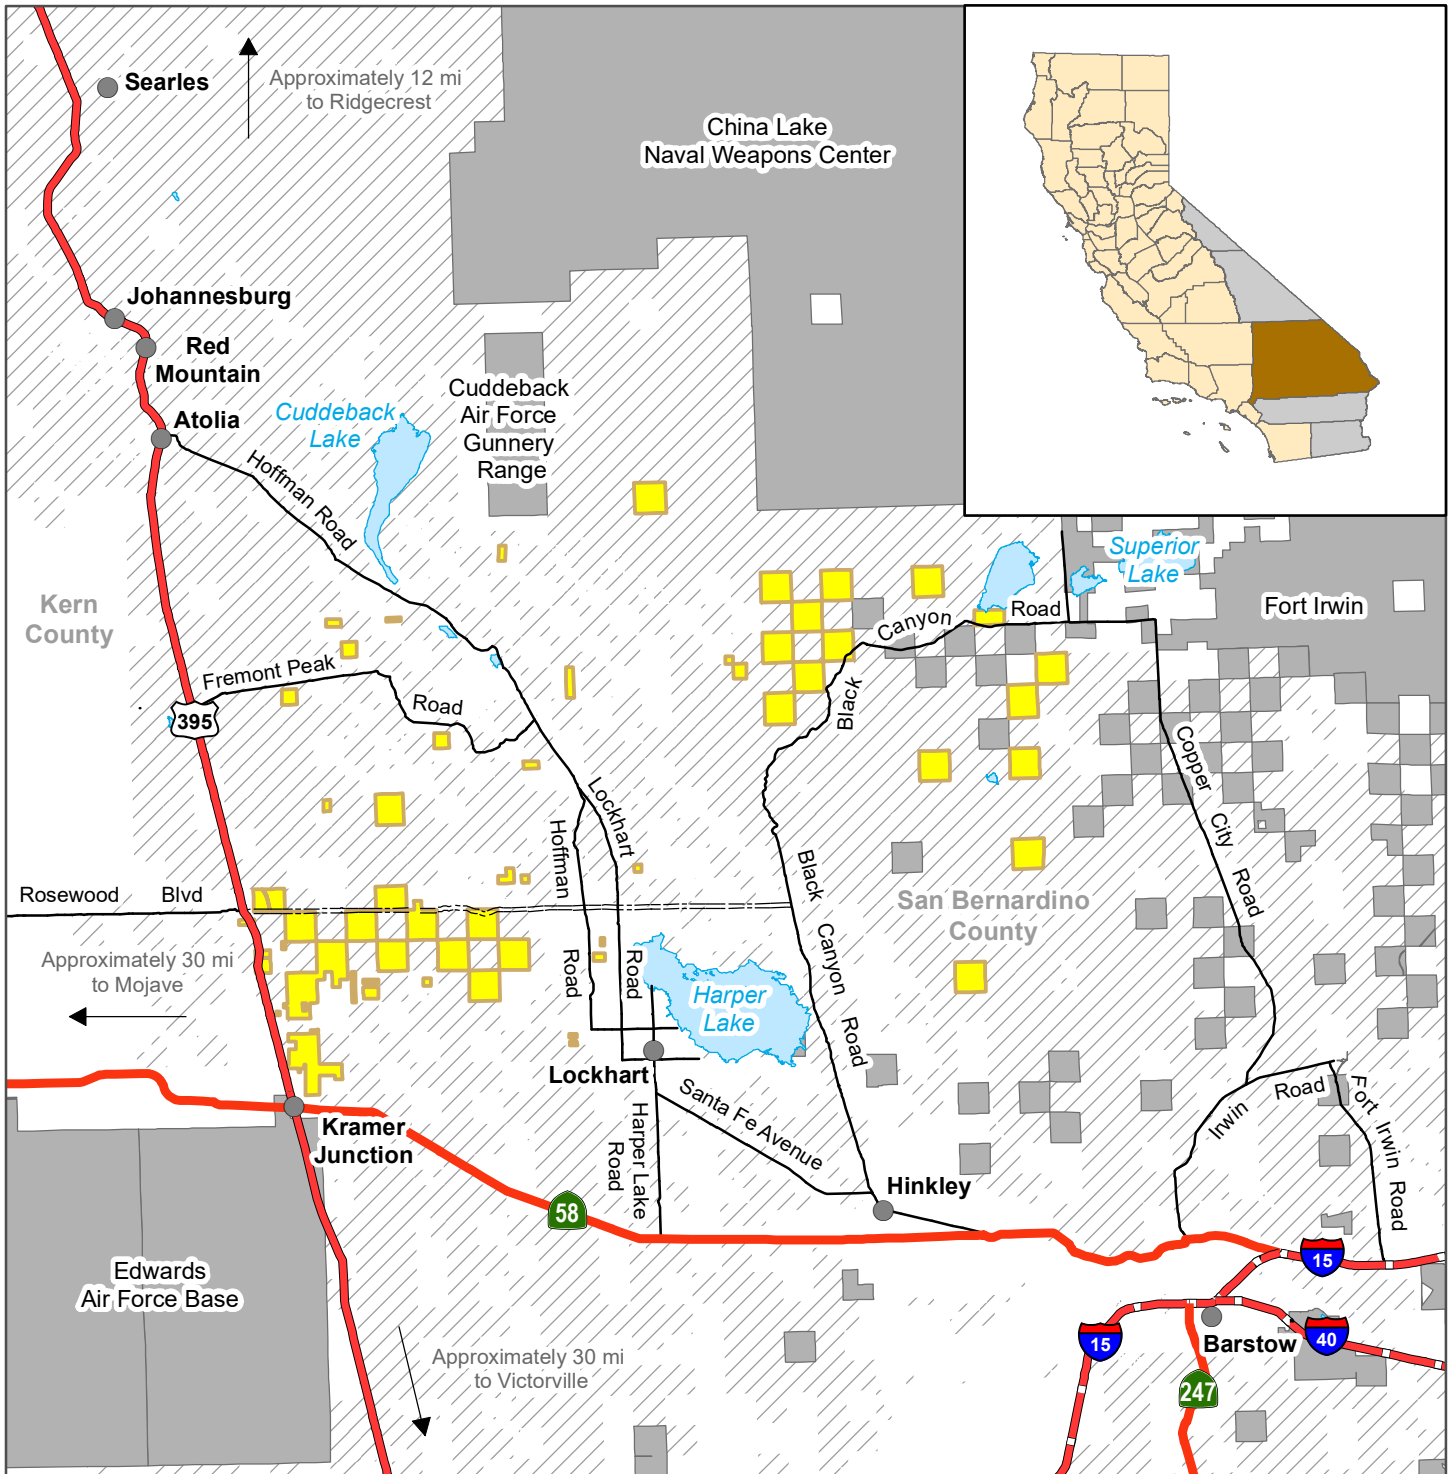 Searles
Approximately 12 mi
to Ridgecrest
China Lake
Naval Weapons Center
Johannesburg
Red
Mountain
Atolia
Cuddeback
Lake
Cuddeback
Air Force
Gunnery
Range
Hoffman Road
Superior
Lake
Fort Irwin
Kern
County
Canyon
Road
Black
Fremont Peak
Road
395
Copper
City
Road
Lockhart
Road
Hoffman
Road
Black
Canyon
Road
Rosewood
Blvd
San Bernardino
County
Approximately 30 mi
to Mojave
Harper
Lake
Lockhart
Santa Fe Avenue
Harper Lake
Road
Irwin
Road
Fort
Irwin
Road
Kramer
Junction
Hinkley
58
15
Edwards
Air Force Base
15
Barstow
40
247
Approximately 30 mi
to Victorville